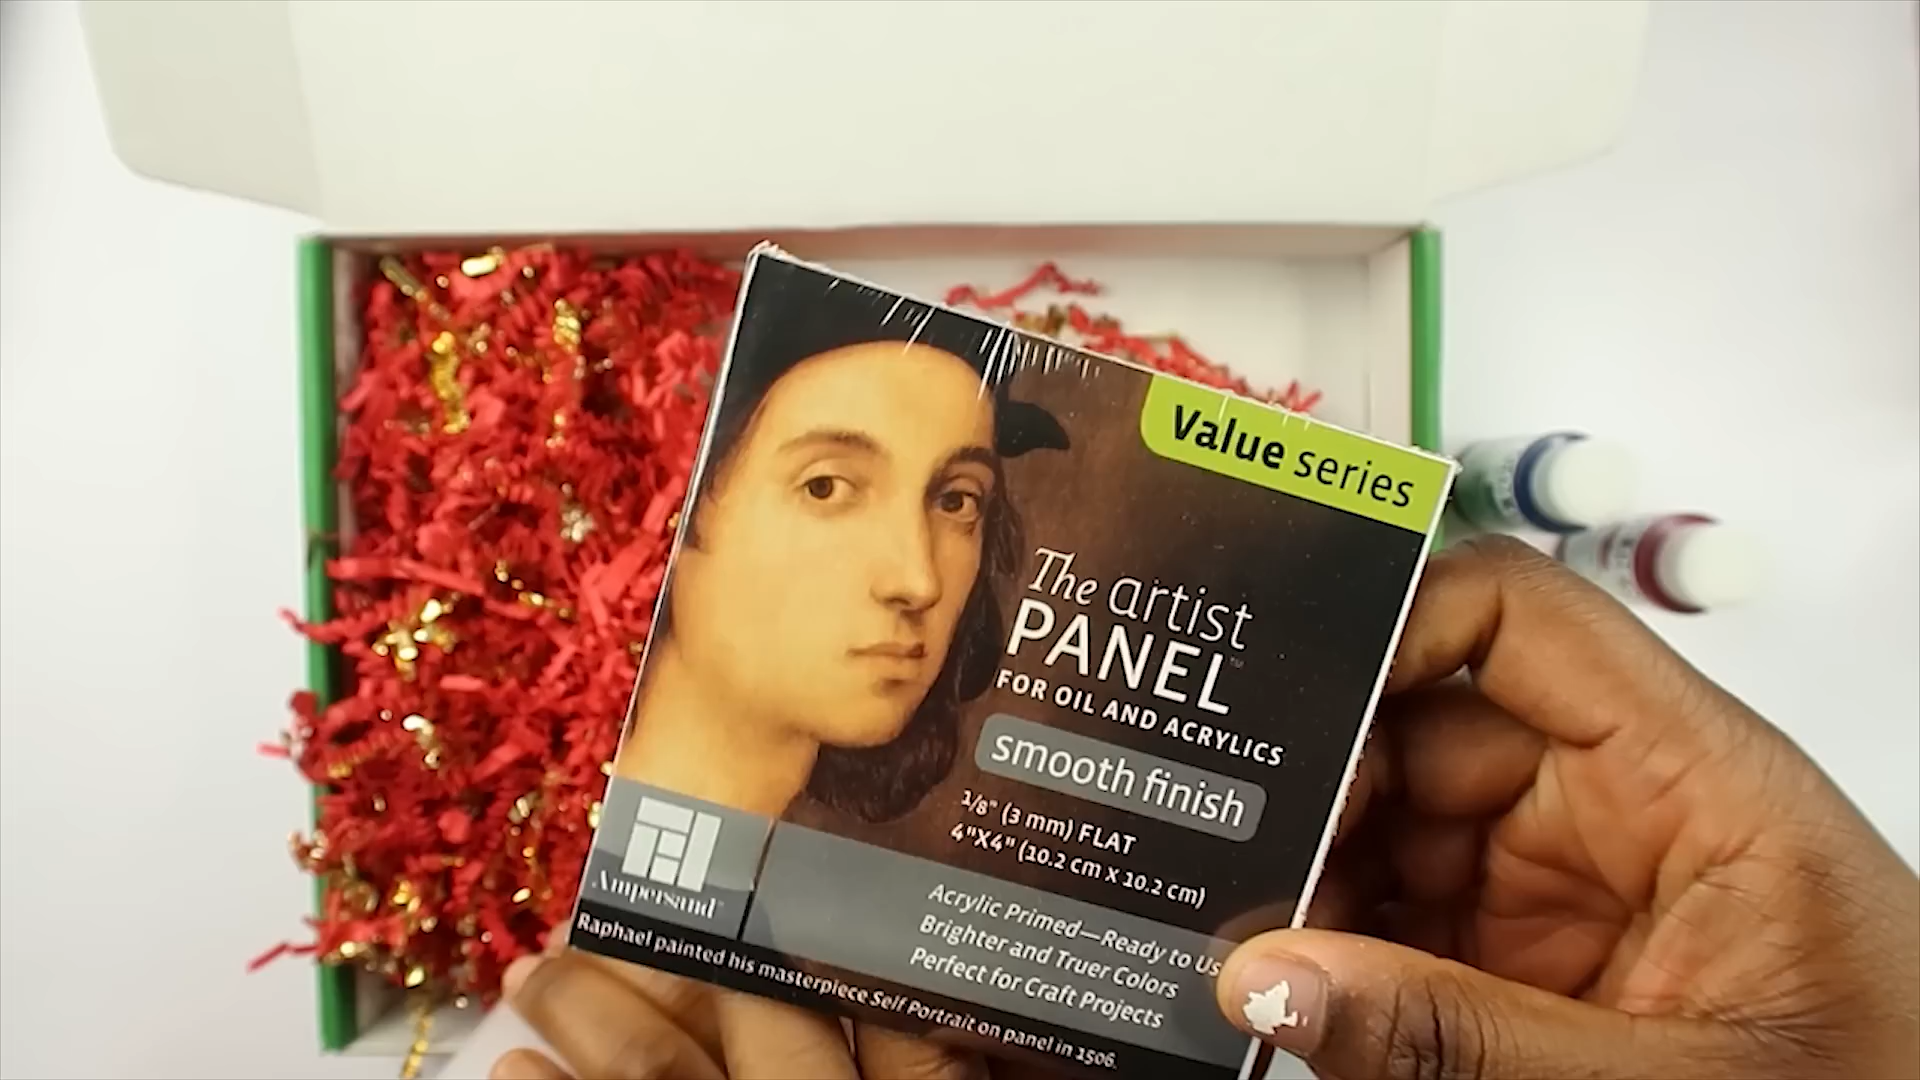 Value series
The artist
PANEL™
FOR OIL AND ACRYLICS
smooth finish
1/8" (3 mm) FLAT
4"X4" (10.2 cm X 10.2 cm)
Acrylic Primed—Ready to Us
Brighter and Truer Colors
Perfect for Craft Projects
Ampersand™
Raphael painted his masterpiece Self Portrait on panel in 1506.